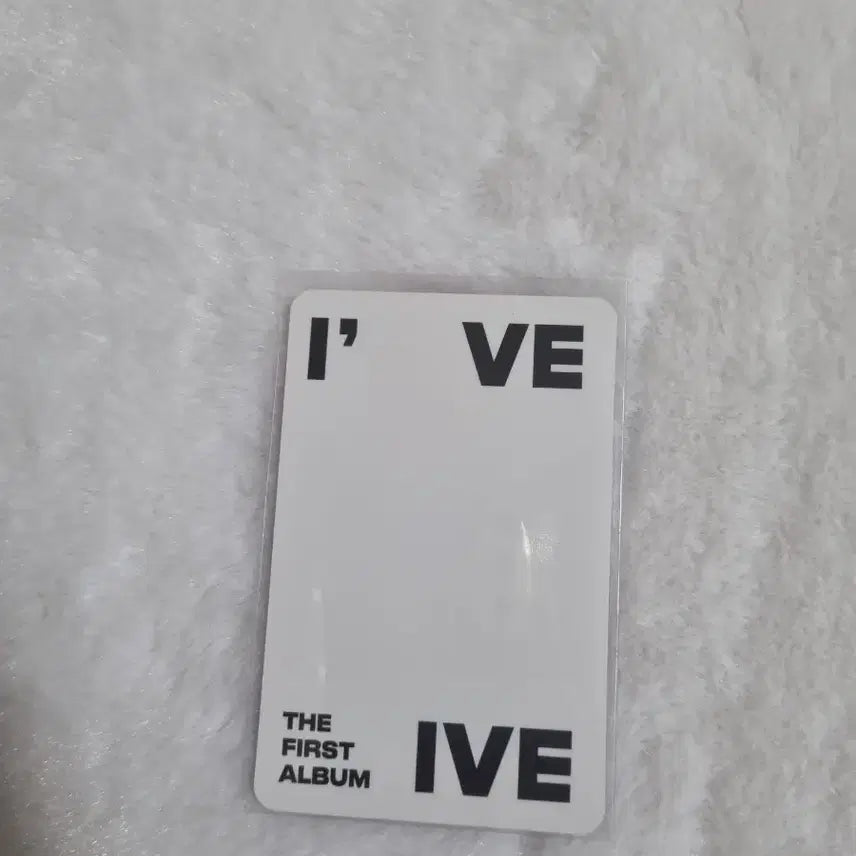 I' VE
THE
FIRST
ALBUM
IVE